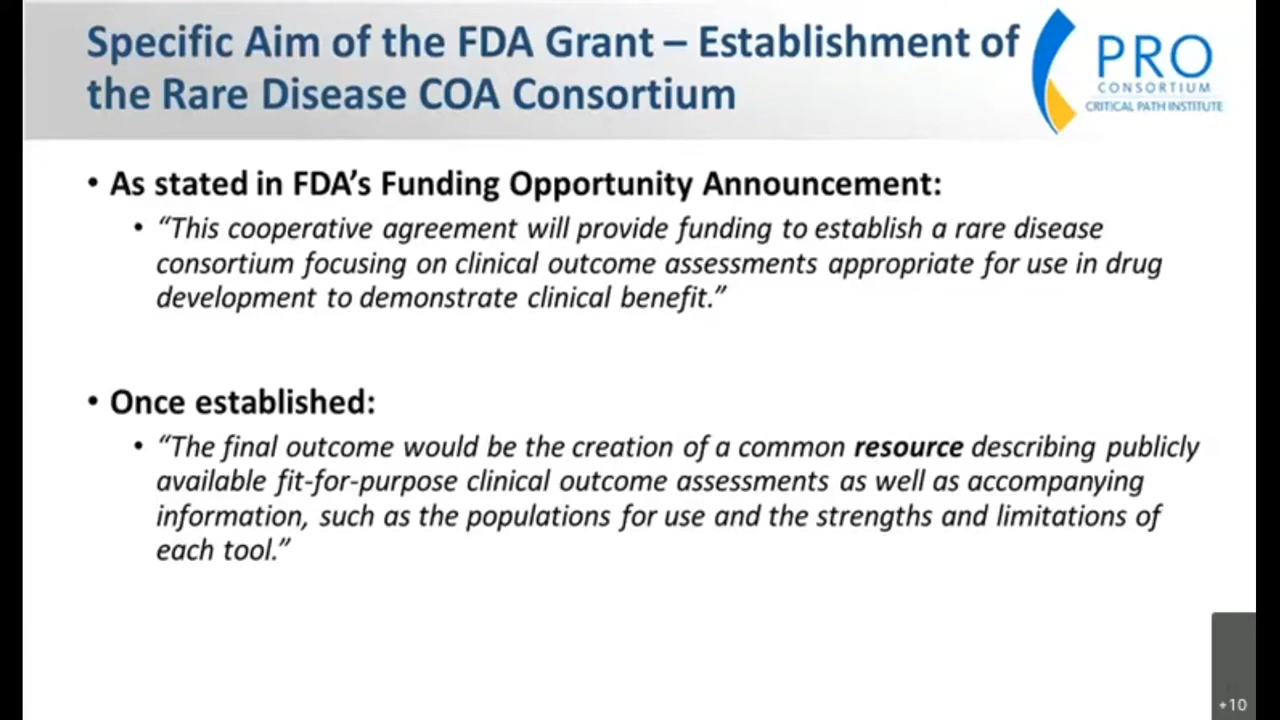 Specific Aim of the FDA Grant – Establishment of
the Rare Disease COA Consortium
PRO
CONSORTIUM
CRITICAL PATH INSTITUTE
• As stated in FDA’s Funding Opportunity Announcement:
• “This cooperative agreement will provide funding to establish a rare disease
consortium focusing on clinical outcome assessments appropriate for use in drug
development to demonstrate clinical benefit.”
• Once established:
• “The final outcome would be the creation of a common resource describing publicly
available fit-for-purpose clinical outcome assessments as well as accompanying
information, such as the populations for use and the strengths and limitations of
each tool.”
+10